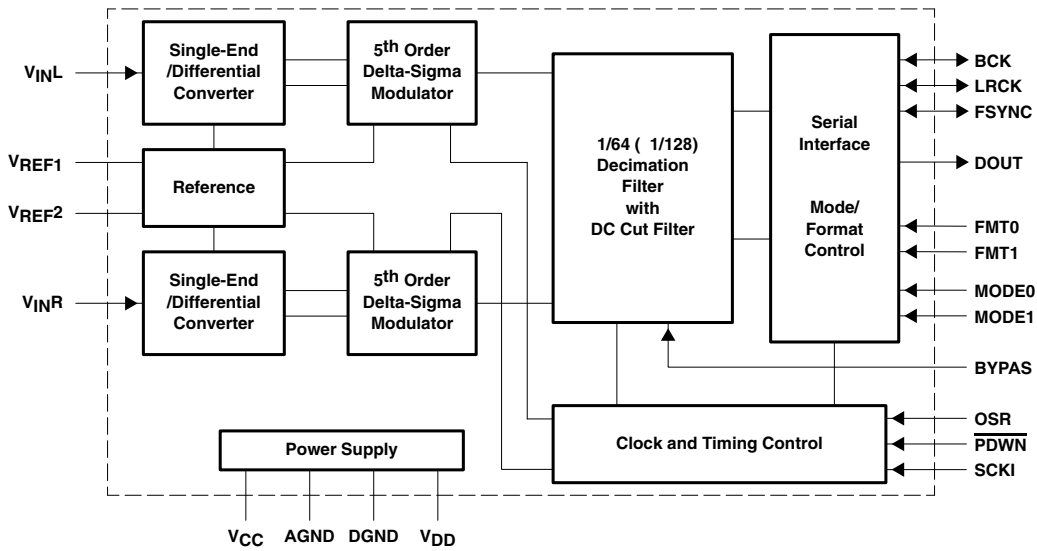 Single-End
/Differential
Converter
5th Order
Delta-Sigma
Modulator
VINL
VREF1
VREF2
Reference
Single-End
/Differential
Converter
5th Order
Delta-Sigma
Modulator
VINR
1/64 ( 1/128)
Decimation
Filter
with
DC Cut Filter
Serial
Interface
Mode/
Format
Control
BCK
LRCK
FSYNC
DOUT
FMT0
FMT1
MODE0
MODE1
BYPAS
Clock and Timing Control
OSR
PDWN
SCKI
Power Supply
VCC AGND DGND VDD